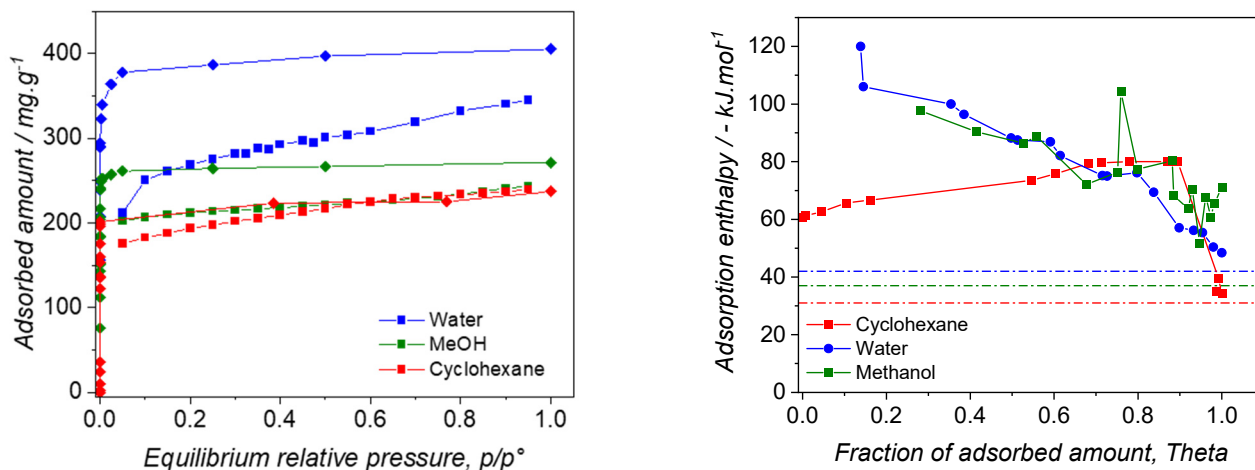 Adsorbed amount / mg.g⁻¹
400
300
200
100
0
Water
MeOH
Cyclohexane
0.0 0.2 0.4 0.6 0.8 1.0
Equilibrium relative pressure, p/p°
Adsorption enthalpy / - kJ.mol⁻¹
120
100
80
60
40
20
0
Cyclohexane
Water
Methanol
0.0 0.2 0.4 0.6 0.8 1.0
Fraction of adsorbed amount, Theta